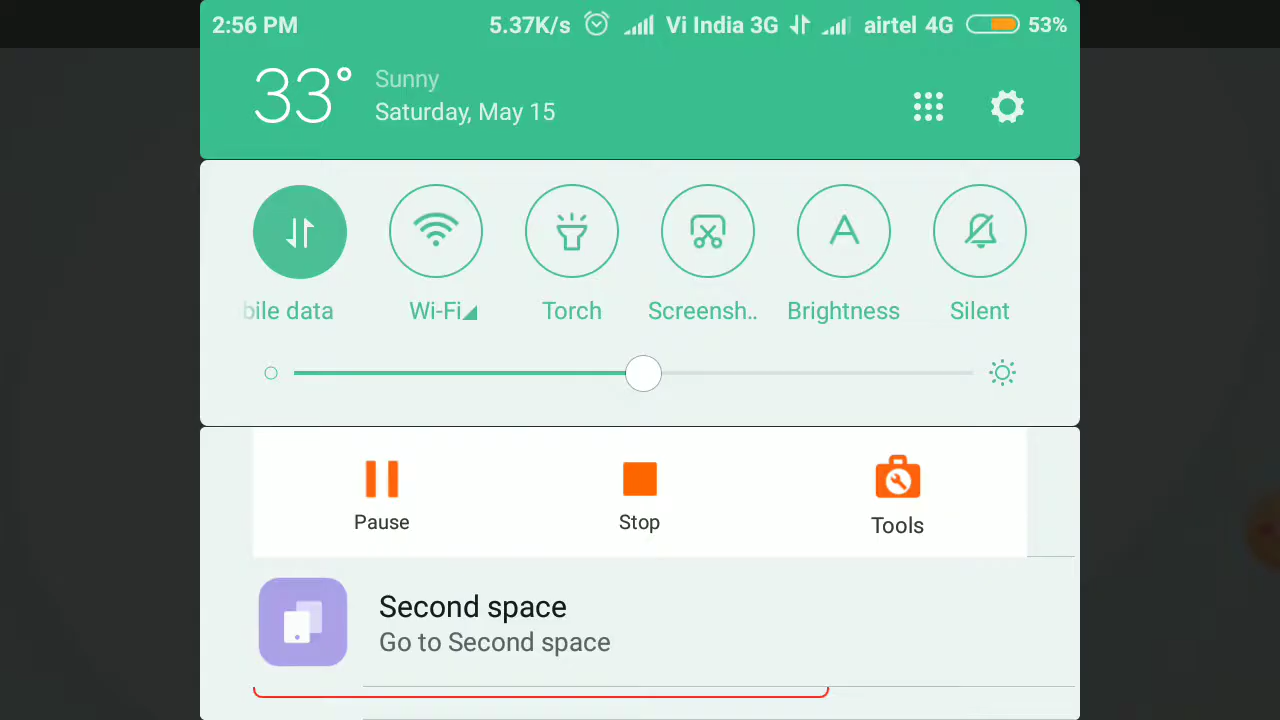 2:56 PM 5.37K/s Vi India 3G airtel 4G 53%
33° Sunny
Saturday, May 15
bile data Wi-Fi Torch Screensh.. Brightness Silent
Pause Stop Tools
Second space
Go to Second space